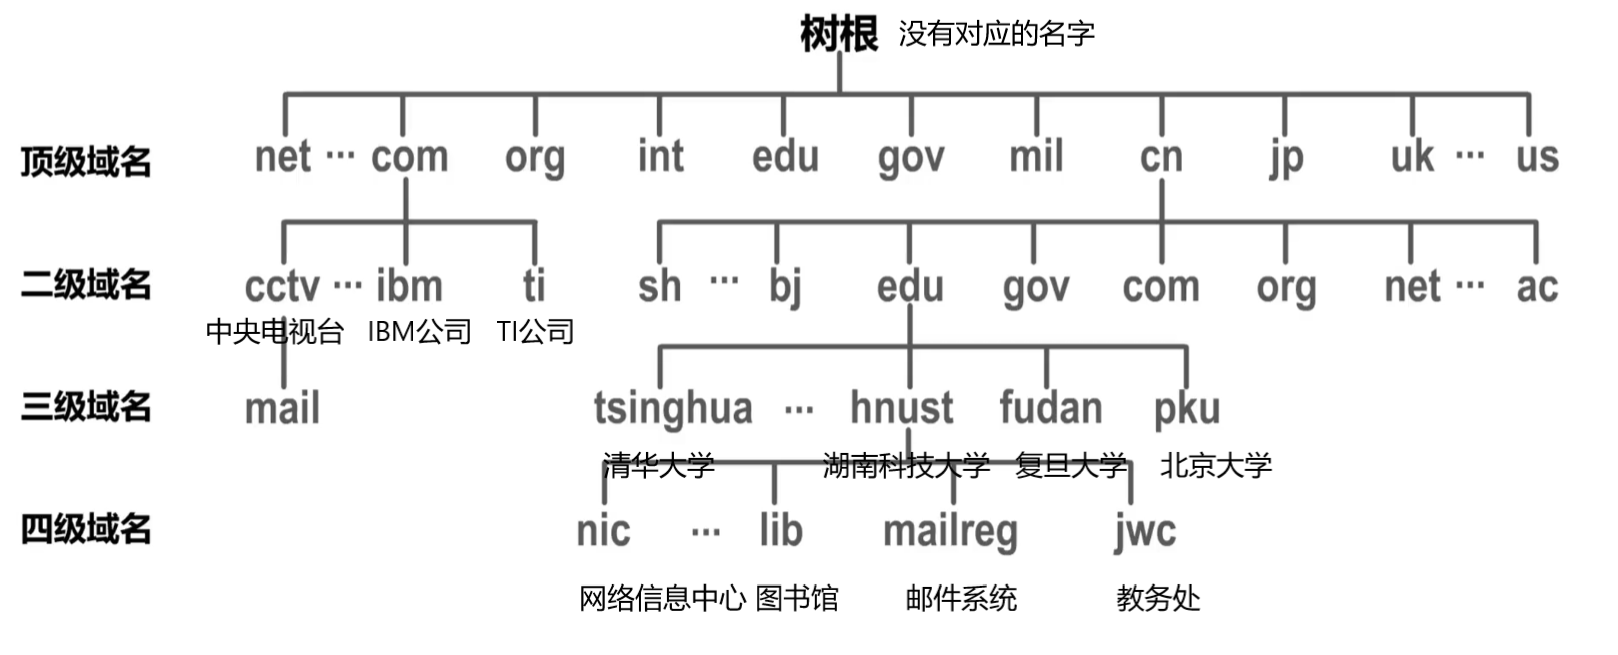 树根 没有对应的名字
顶级域名 net ··· com org int edu gov mil cn jp uk ··· us
二级域名 cctv ··· ibm ti sh ··· bj edu gov com org net ··· ac
中央电视台 IBM公司 TI公司
三级域名 mail tsinghua ··· hnust fudan pku
清华大学 湖南科技大学 复旦大学 北京大学
四级域名 nic ··· lib mailreg jwc
网络信息中心 图书馆 邮件系统 教务处